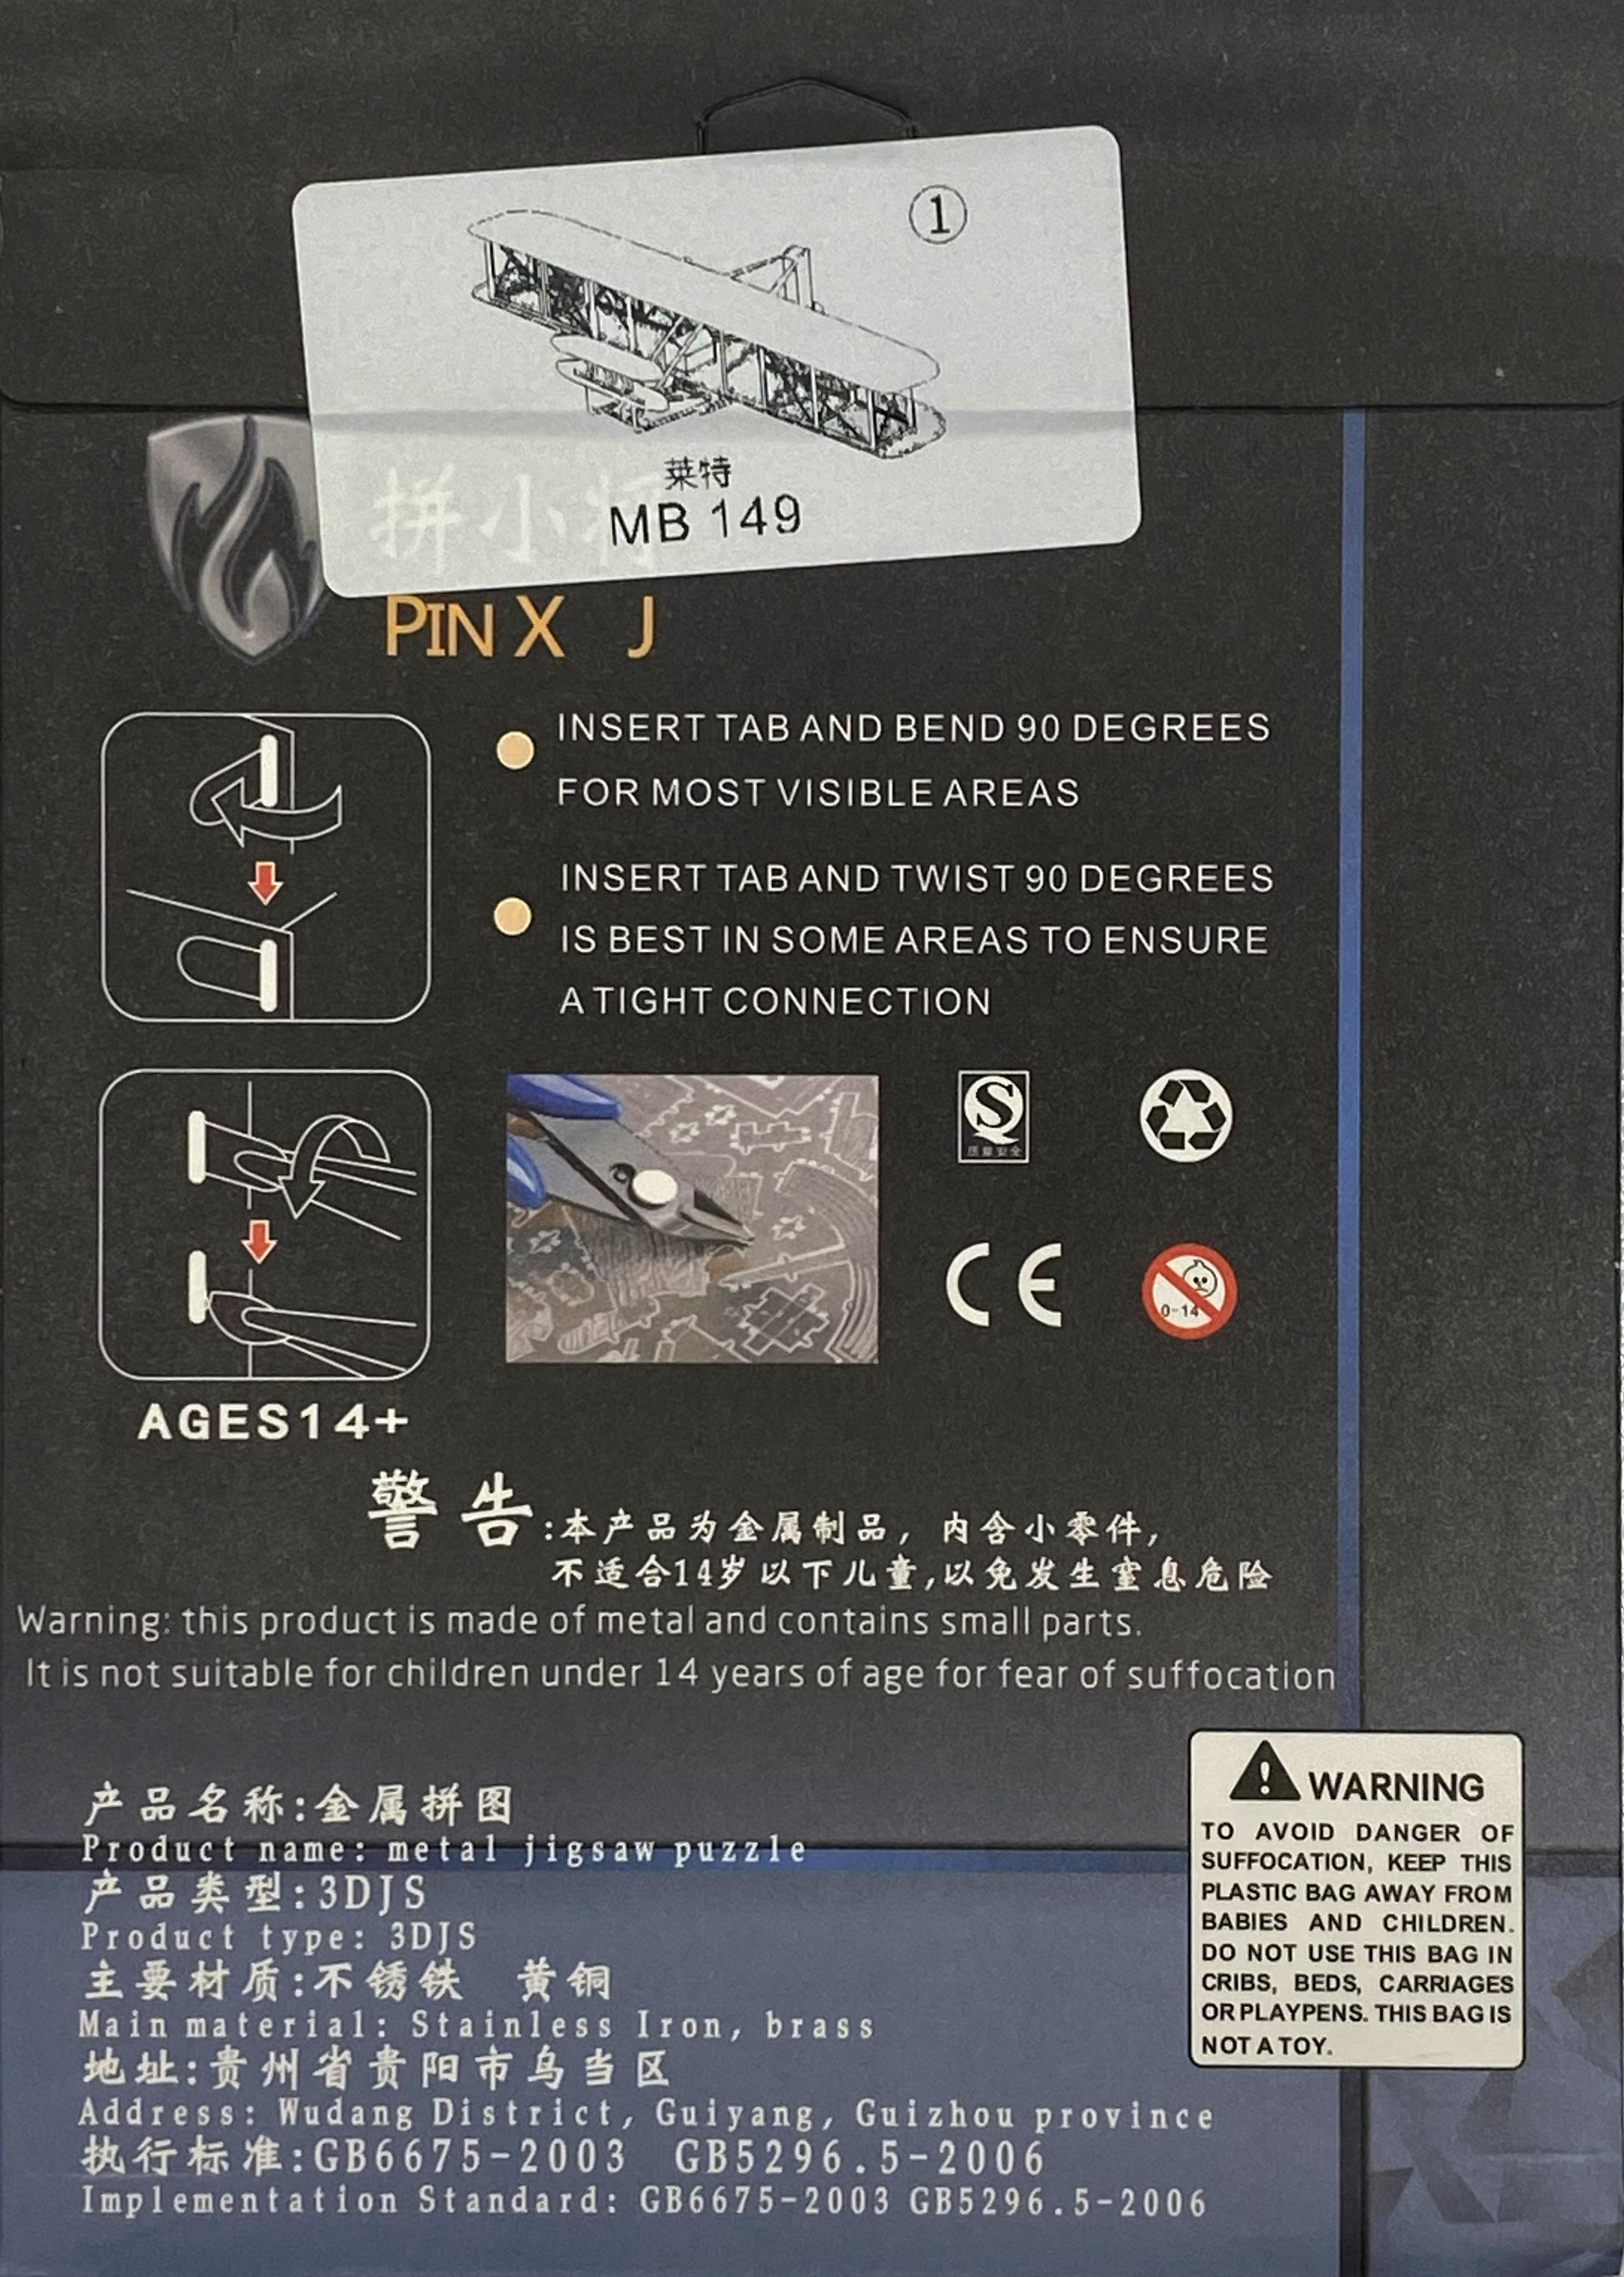 ①
莱特
MB 149
拼小
PIN X J
INSERT TAB AND BEND 90 DEGREES
FOR MOST VISIBLE AREAS
INSERT TAB AND TWIST 90 DEGREES
IS BEST IN SOME AREAS TO ENSURE
A TIGHT CONNECTION
QS
质量安全
CE
0-14
AGES14+
警告:本产品为金属制品，内含小零件，
不适合14岁以下儿童,以免发生窒息危险
Warning: this product is made of metal and contains small parts.
It is not suitable for children under 14 years of age for fear of suffocation
产品名称:金属拼图
Product name: metal jigsaw puzzle
产品类型:3DJS
Product type: 3DJS
主要材质:不锈铁 黄铜
Main material: Stainless Iron, brass
地址:贵州省贵阳市乌当区
Address: Wudang District, Guiyang, Guizhou province
执行标准:GB6675-2003 GB5296.5-2006
Implementation Standard: GB6675-2003 GB5296.5-2006
WARNING
TO AVOID DANGER OF
SUFFOCATION, KEEP THIS
PLASTIC BAG AWAY FROM
BABIES AND CHILDREN.
DO NOT USE THIS BAG IN
CRIBS, BEDS, CARRIAGES
OR PLAYPENS. THIS BAG IS
NOT A TOY.